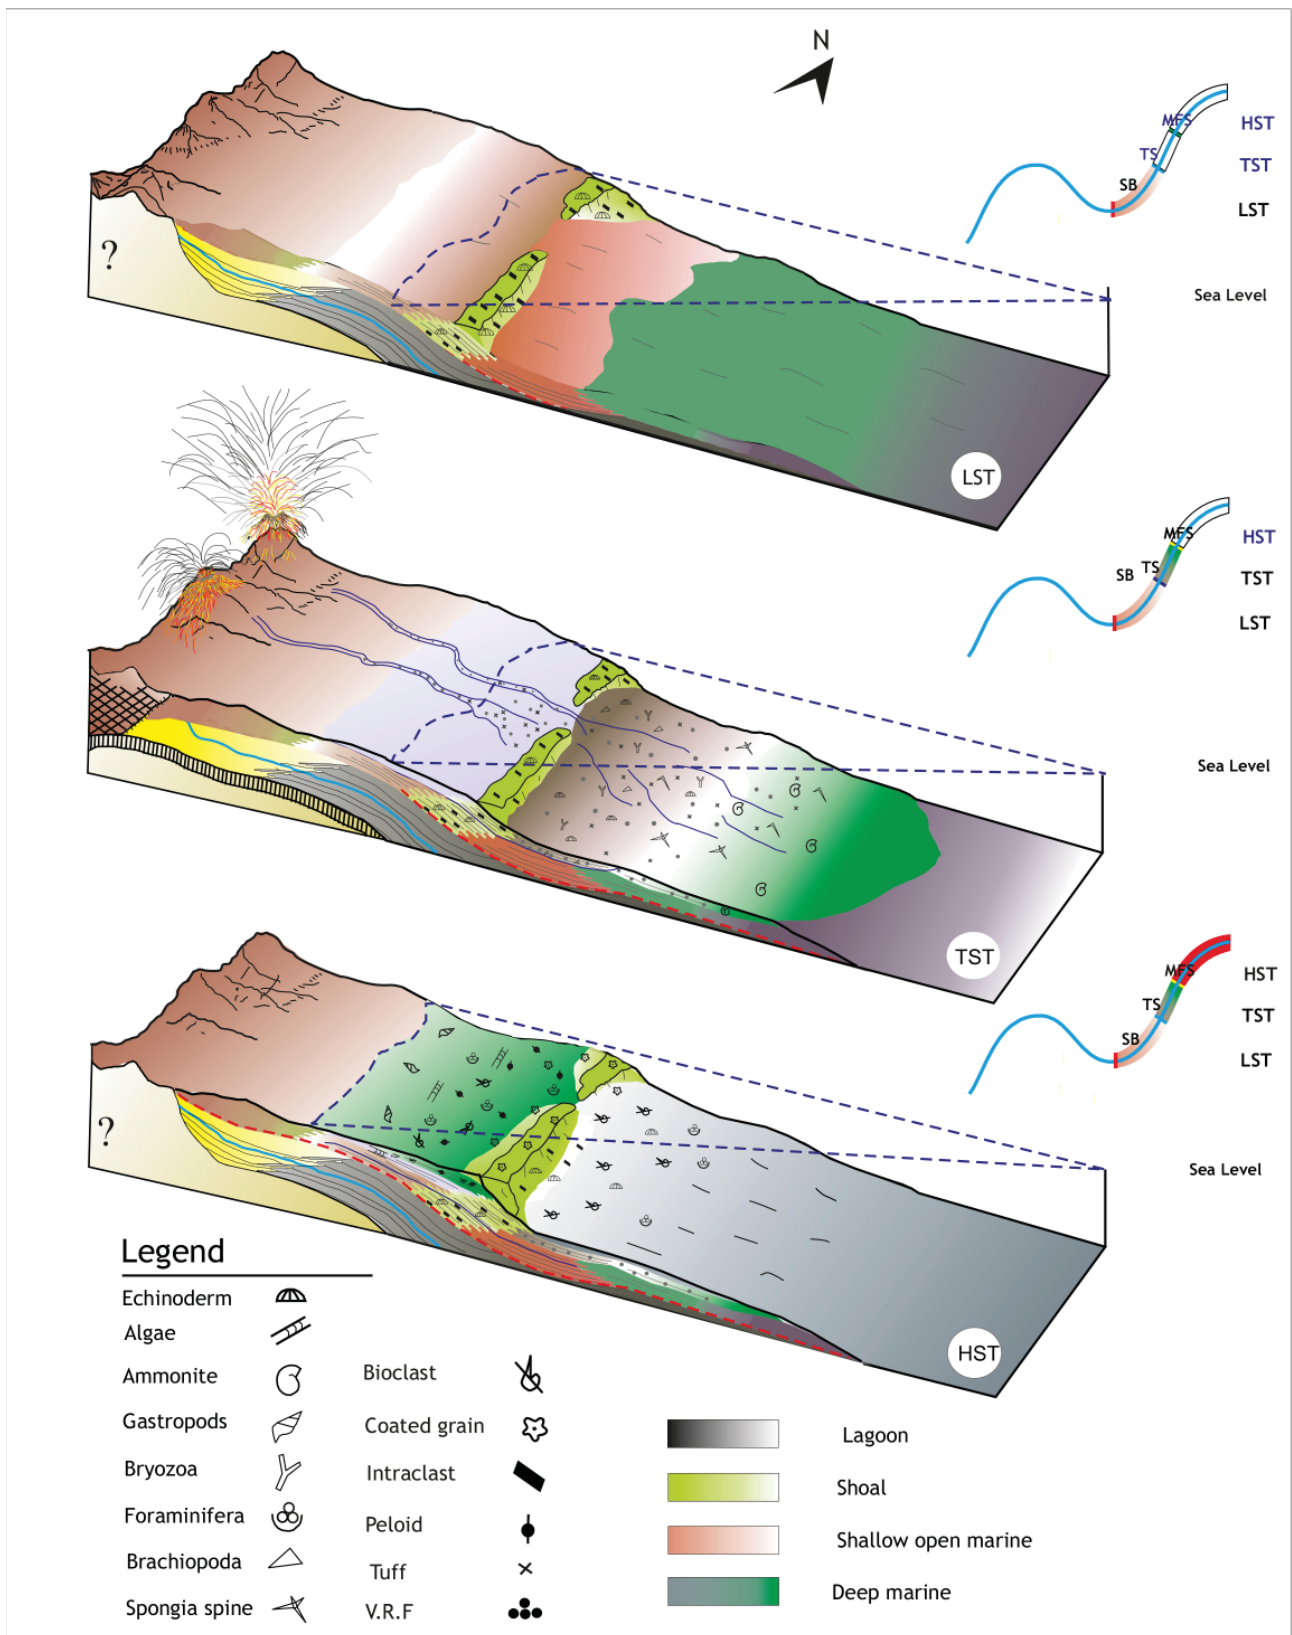 N
MFS
HST
TS
TST
SB
LST
?
Sea Level
LST
MFS
HST
TS
SB
TST
LST
Sea Level
TST
MFS
HST
TS
TST
SB
LST
?
Sea Level
HST
Legend
Echinoderm
Algae
Ammonite
Gastropods
Bryozoa
Foraminifera
Brachiopoda
Spongia spine
Bioclast
Coated grain
Intraclast
Peloid
Tuff
V.R.F
Lagoon
Shoal
Shallow open marine
Deep marine